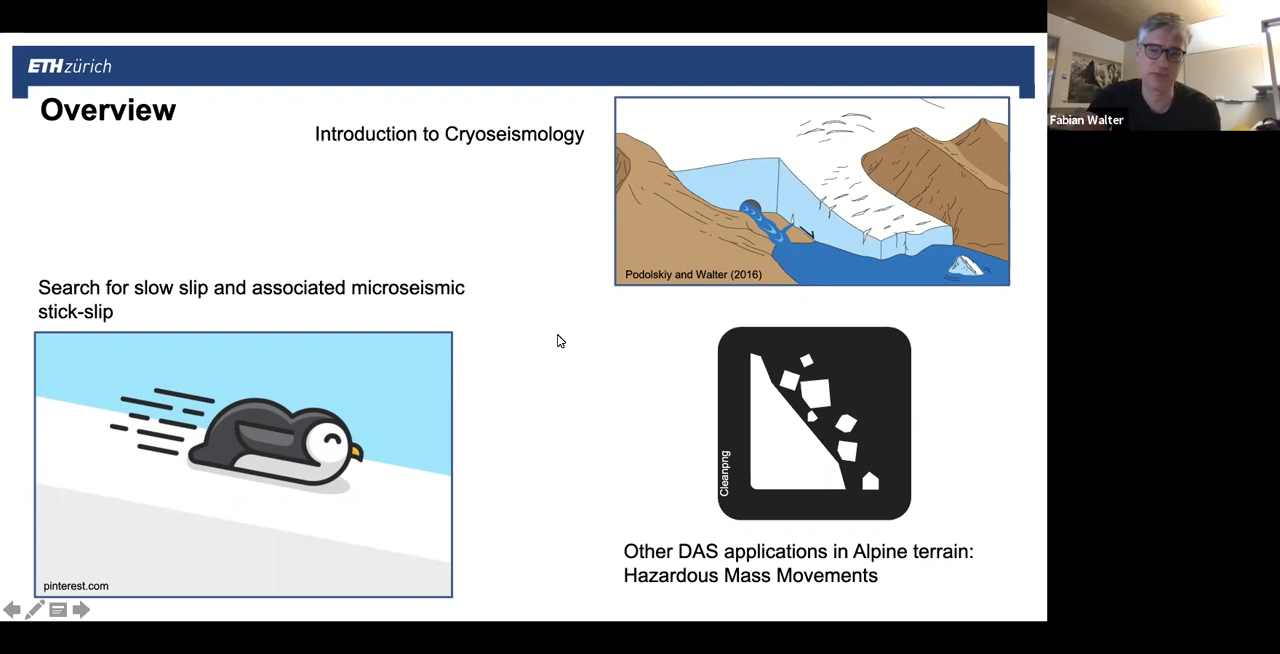 ETH zürich
Overview
Introduction to Cryoseismology
Podolskiy and Walter (2016)
Search for slow slip and associated microseismic
stick-slip
pinterest.com
Cleanpng
Other DAS applications in Alpine terrain:
Hazardous Mass Movements
Fabian Walter